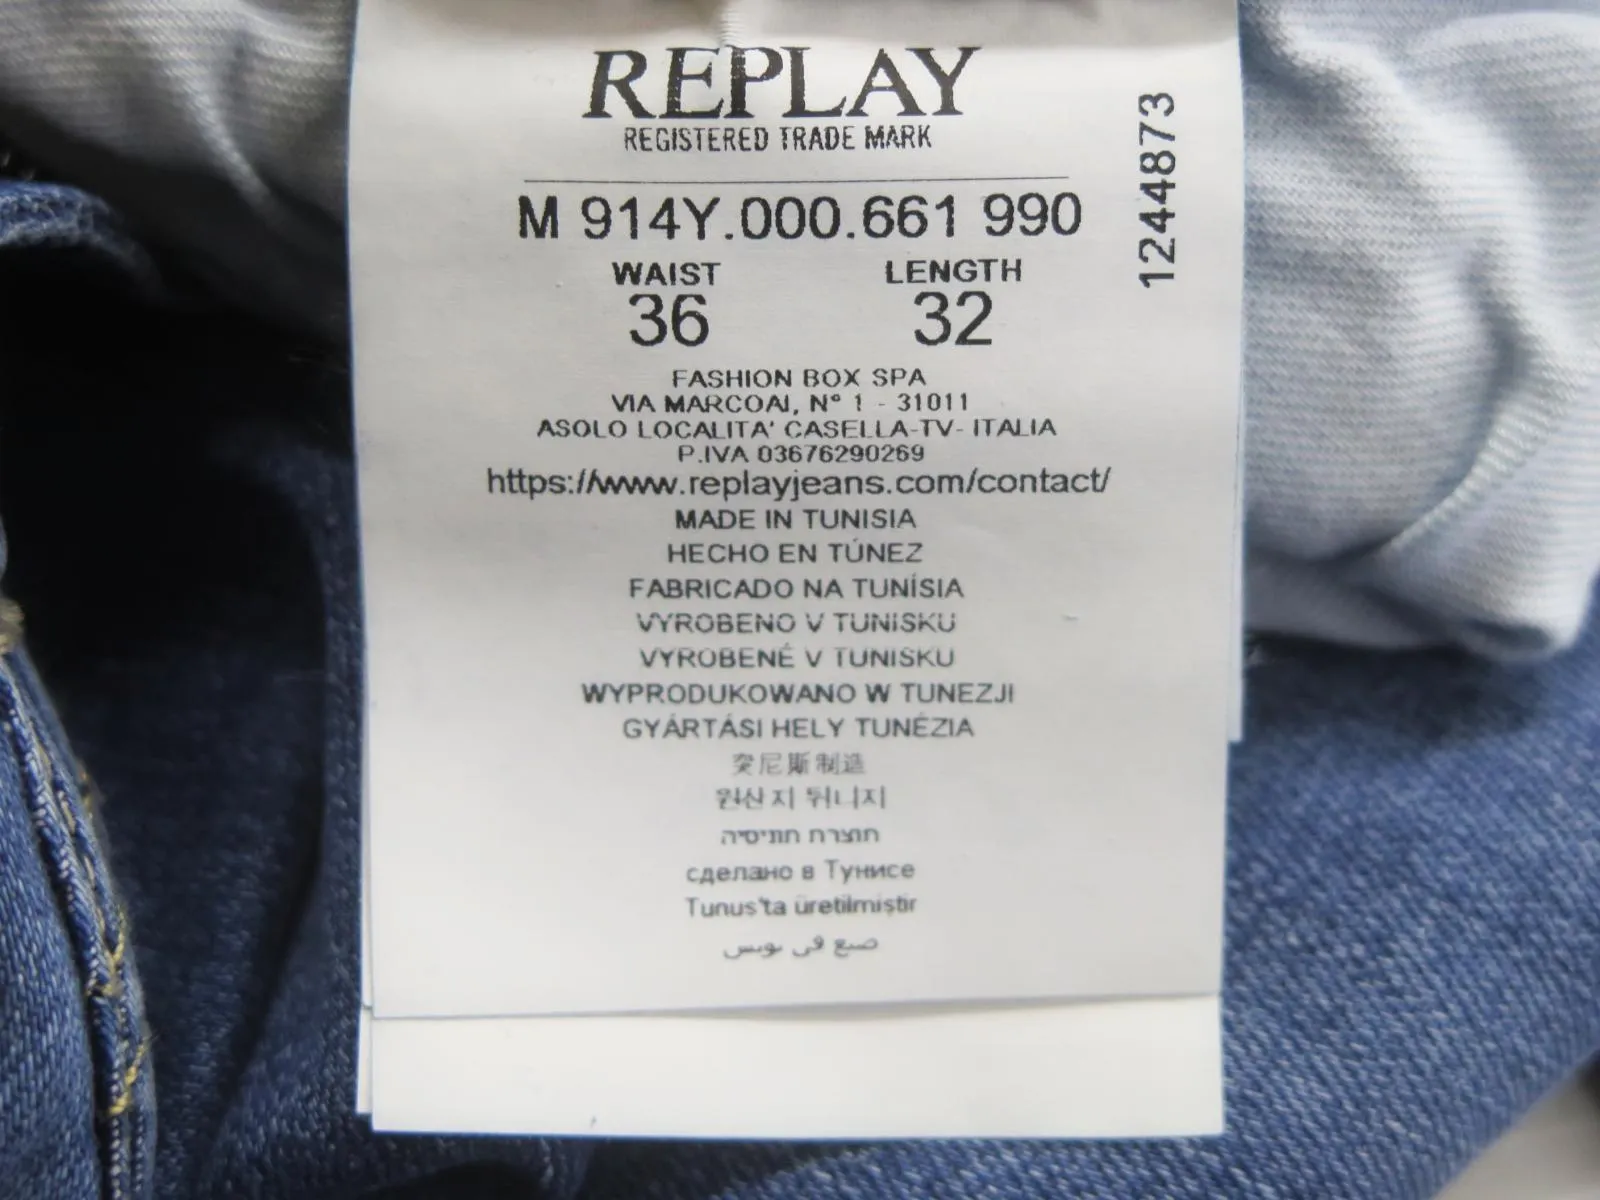 REPLAY
REGISTERED TRADE MARK
1244873
M 914Y.000.661 990
WAIST LENGTH
36 32
FASHION BOX SPA
VIA MARCOAI, N° 1 - 31011
ASOLO LOCALITA' CASELLA-TV- ITALIA
P.IVA 03676290269
https://www.replayjeans.com/contact/
MADE IN TUNISIA
HECHO EN TÚNEZ
FABRICADO NA TUNÍSIA
VYROBENO V TUNISKU
VYROBENÉ V TUNISKU
WYPRODUKOWANO W TUNEZJI
GYÁRTÁSI HELY TUNÉZIA
突尼斯制造
원산지 튀니지
תוצרת תוניסיה
сделано в Тунисе
Tunus'ta üretilmiştir
صنع في تونس